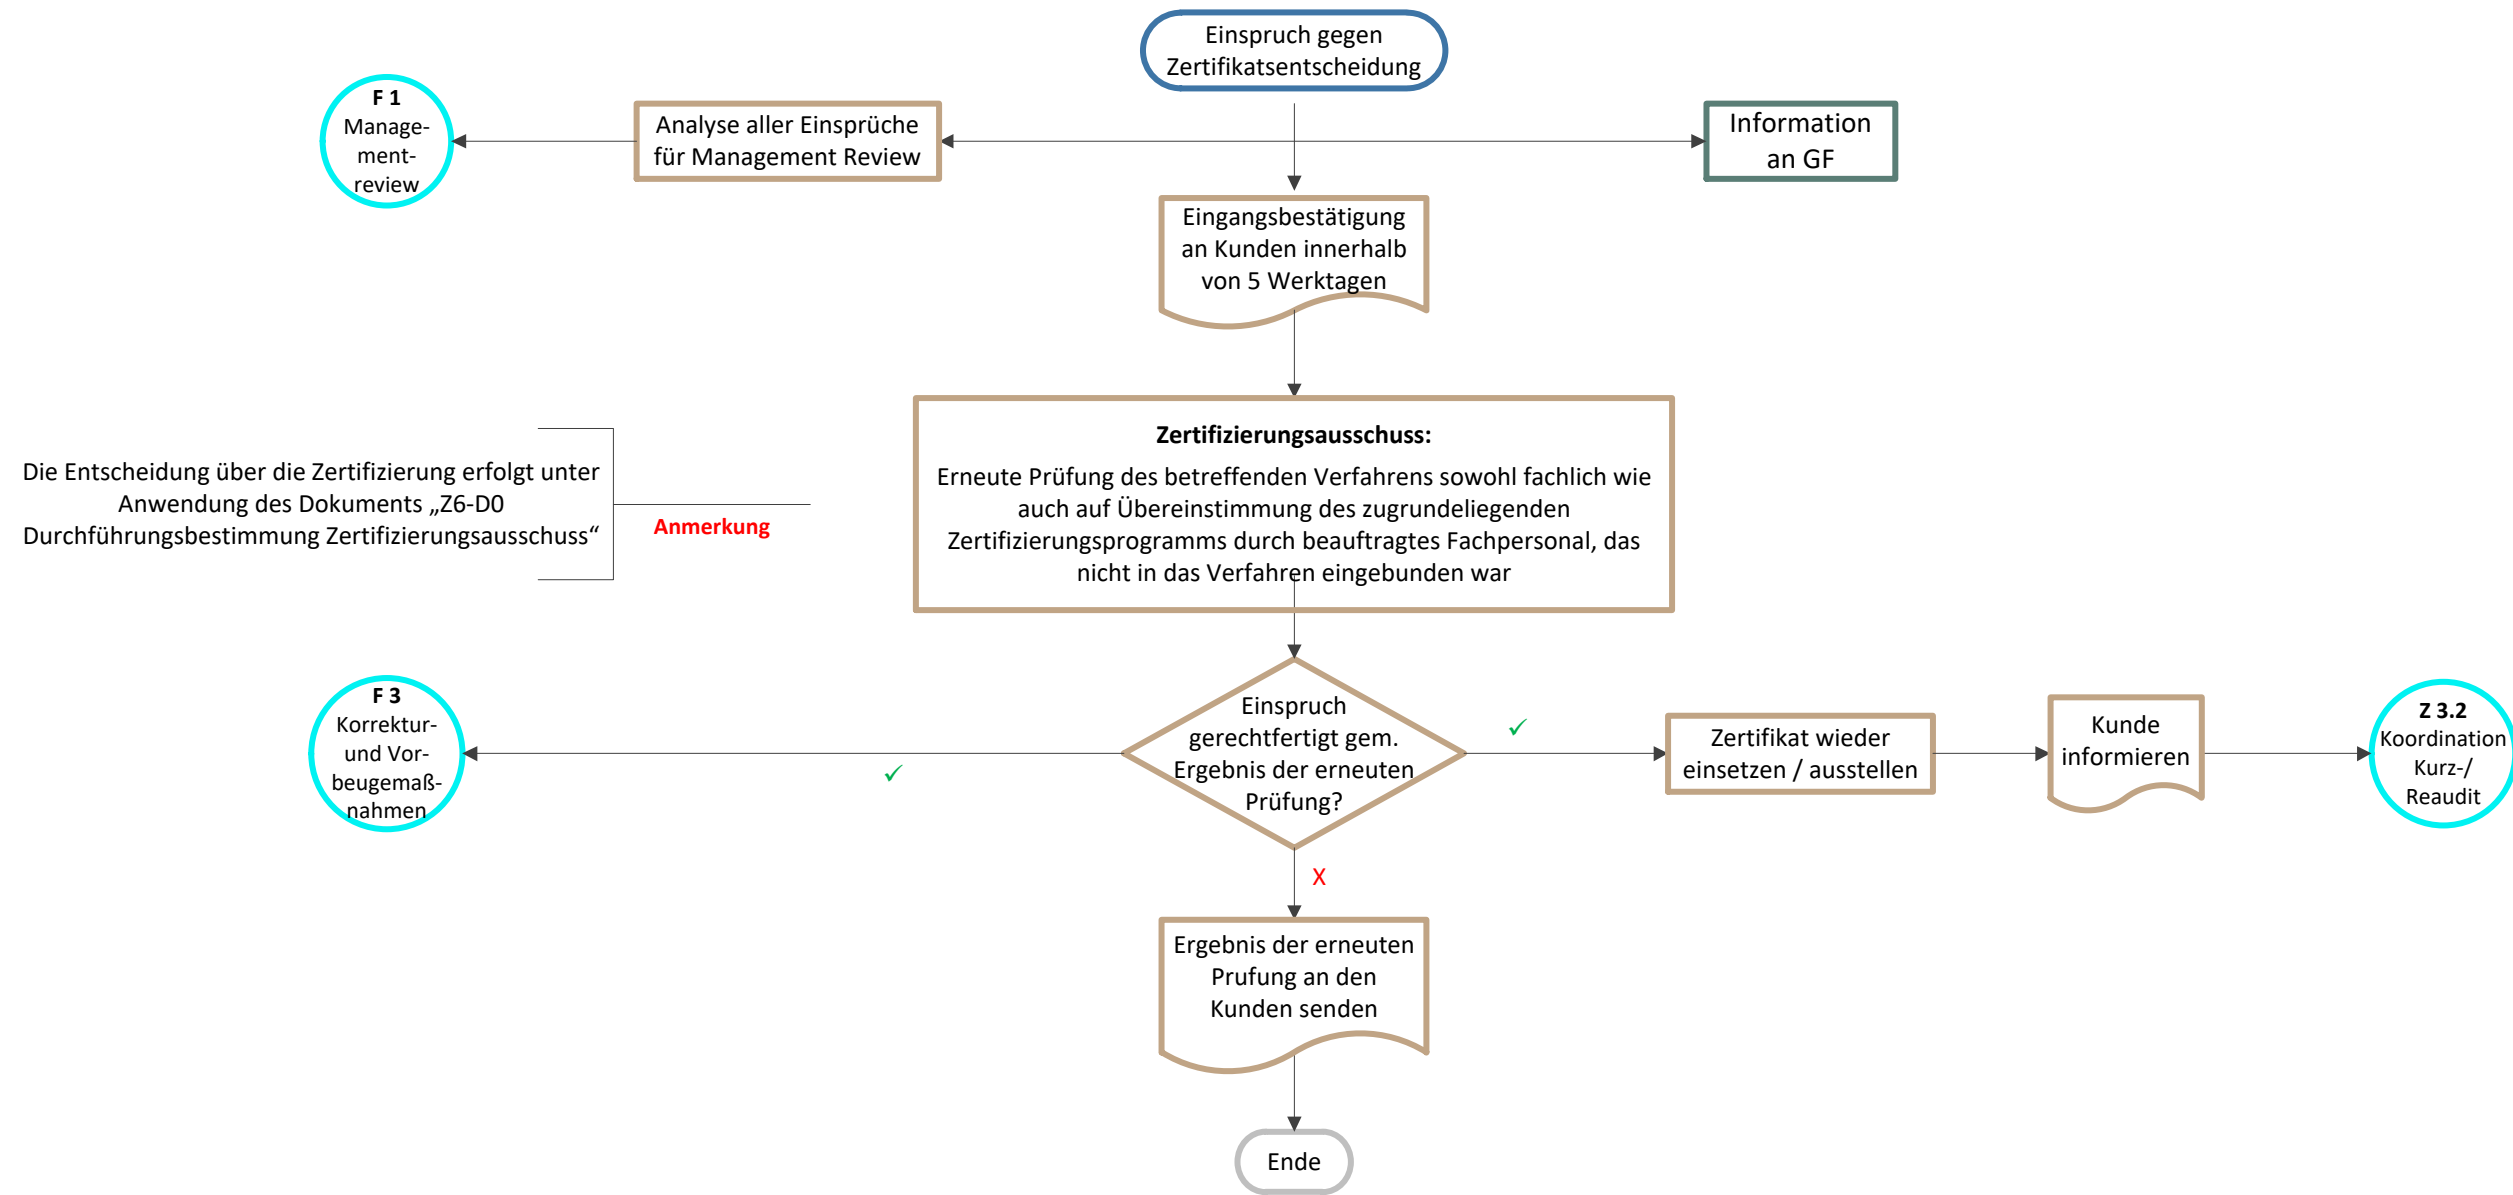 Einspruch gegen
Zertifikatsentscheidung
F 1
Manage-
ment-
review
Analyse aller Einsprüche
für Management Review
Information
an GF
Eingangsbestätigung
an Kunden innerhalb
von 5 Werktagen
Zertifizierungsausschuss:
Erneute Prüfung des betreffenden Verfahrens sowohl fachlich wie
auch auf Übereinstimmung des zugrundeliegenden
Zertifizierungsprogramms durch beauftragtes Fachpersonal, das
nicht in das Verfahren eingebunden war
Die Entscheidung über die Zertifizierung erfolgt unter
Anwendung des Dokuments „Z6-D0
Durchführungsbestimmung Zertifizierungsausschuss“
Anmerkung
F 3
Korrektur-
und Vor-
beugemaß-
nahmen
✓
Einspruch
gerechtfertigt gem.
Ergebnis der erneuten
Prüfung?
✓
Zertifikat wieder
einsetzen / ausstellen
Kunde
informieren
Z 3.2
Koordination
Kurz-/
Reaudit
X
Ergebnis der erneuten
Prufung an den
Kunden senden
Ende